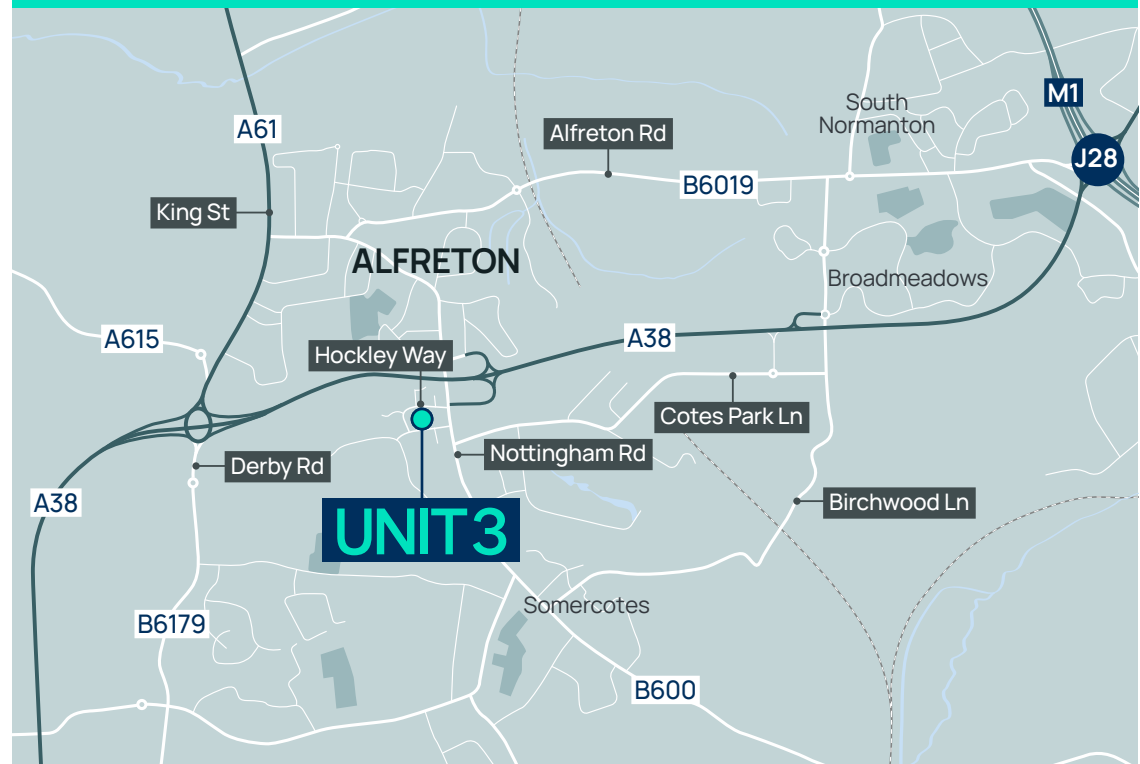 M1
South
Normanton
A61
Alfreton Rd
J28
B6019
King St
ALFRETON
Broadmeadows
A615
A38
Hockley Way
Cotes Park Ln
Nottingham Rd
Derby Rd
A38
Birchwood Ln
UNIT 3
Somercotes
B6179
B600